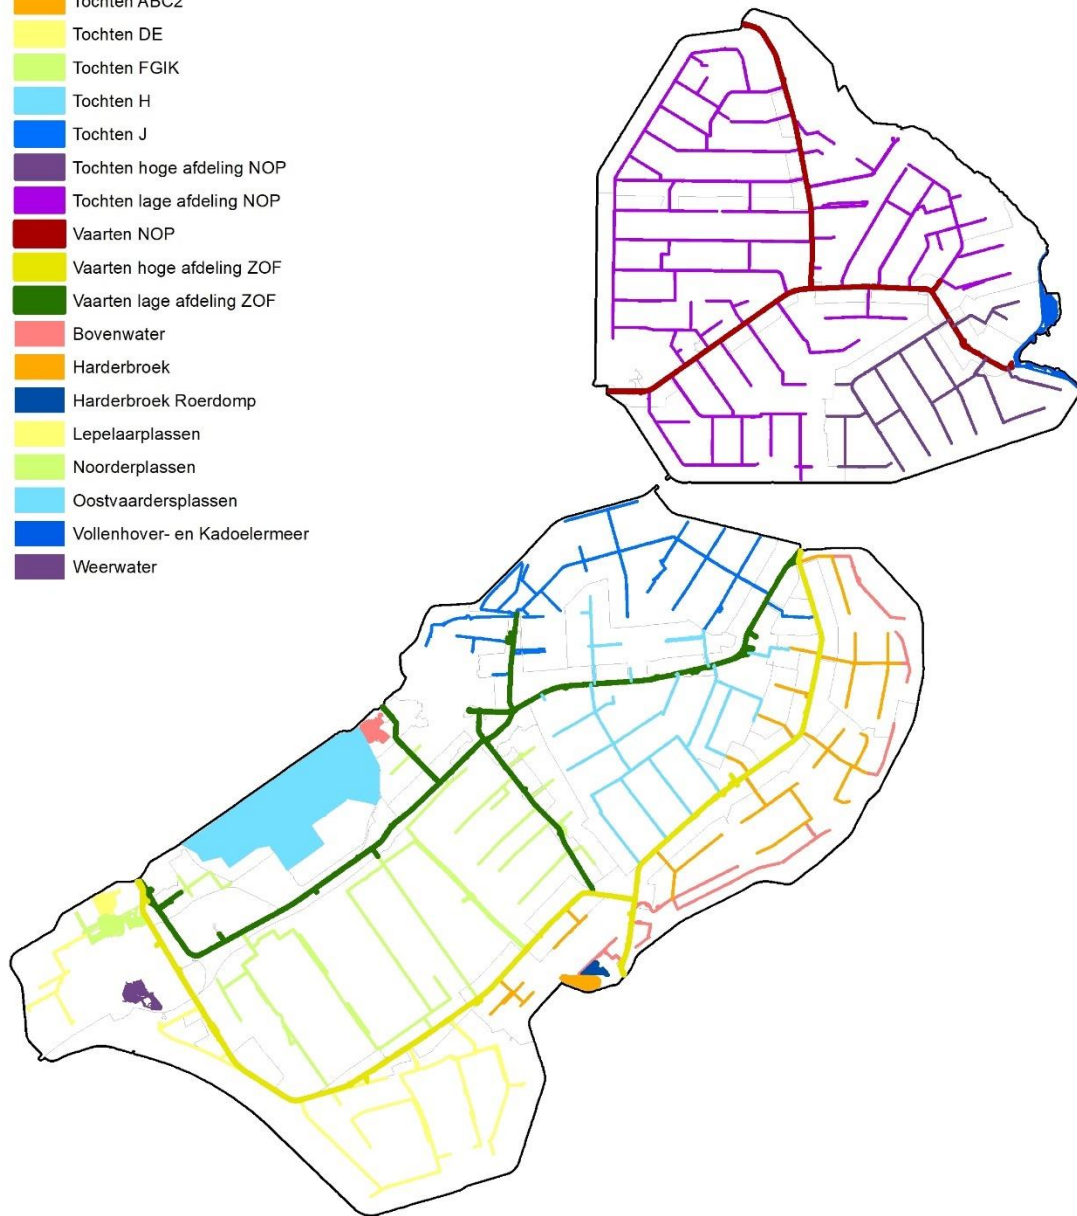 Tochten ABC2
Tochten DE
Tochten FGIK
Tochten H
Tochten J
Tochten hoge afdeling NOP
Tochten lage afdeling NOP
Vaarten NOP
Vaarten hoge afdeling ZOF
Vaarten lage afdeling ZOF
Bovenwater
Harderbroek
Harderbroek Roerdomp
Lepelaarplassen
Noorderplassen
Oostvaardersplassen
Vollenhover- en Kadoelermeer
Weerwater